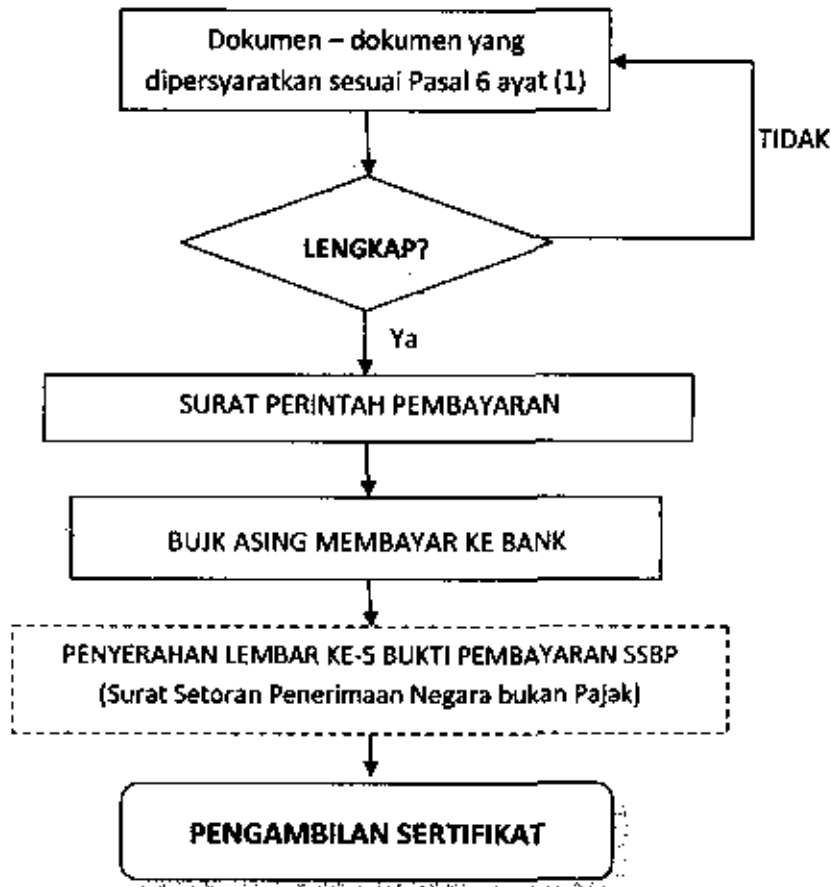 Dokumen – dokumen yang
dipersyaratkan sesuai Pasal 6 ayat (1)
TIDAK
LENGKAP?
Ya
SURAT PERINTAH PEMBAYARAN
BUJK ASING MEMBAYAR KE BANK
PENYERAHAN LEMBAR KE-5 BUKTI PEMBAYARAN SSBP
(Surat Setoran Penerimaan Negara bukan Pajak)
PENGAMBILAN SERTIFIKAT